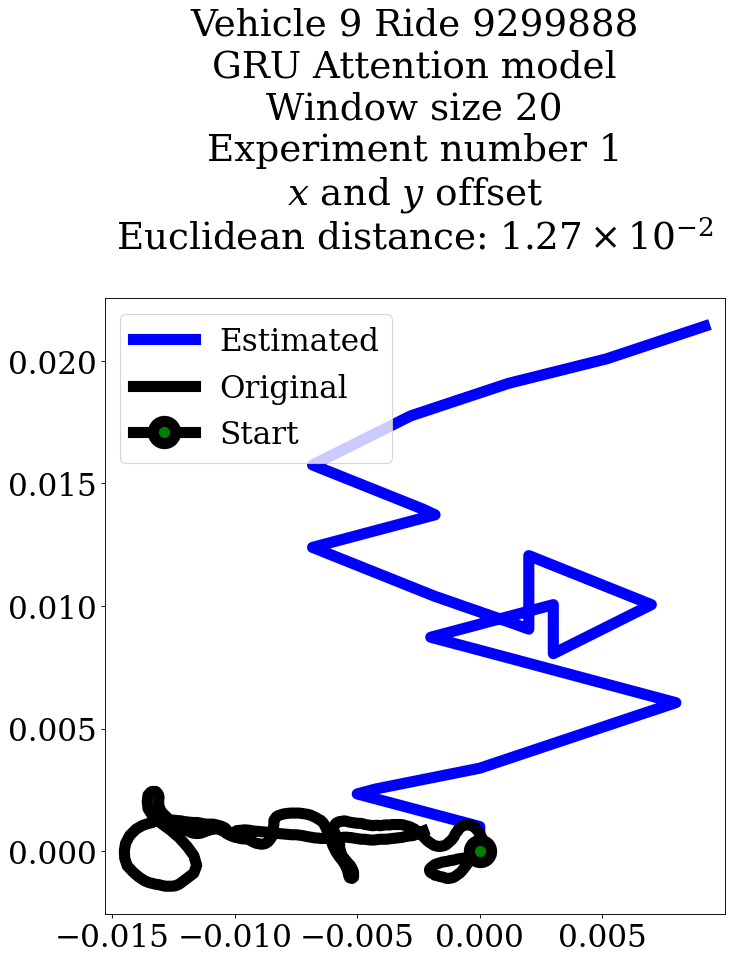 Vehicle 9 Ride 9299888
GRU Attention model
Window size 20
Experiment number 1
x and y offset
Euclidean distance: 1.27 × 10⁻²
Estimated
Original
Start
0.020
0.015
0.010
0.005
0.000
−0.015 −0.010 −0.005 0.000 0.005